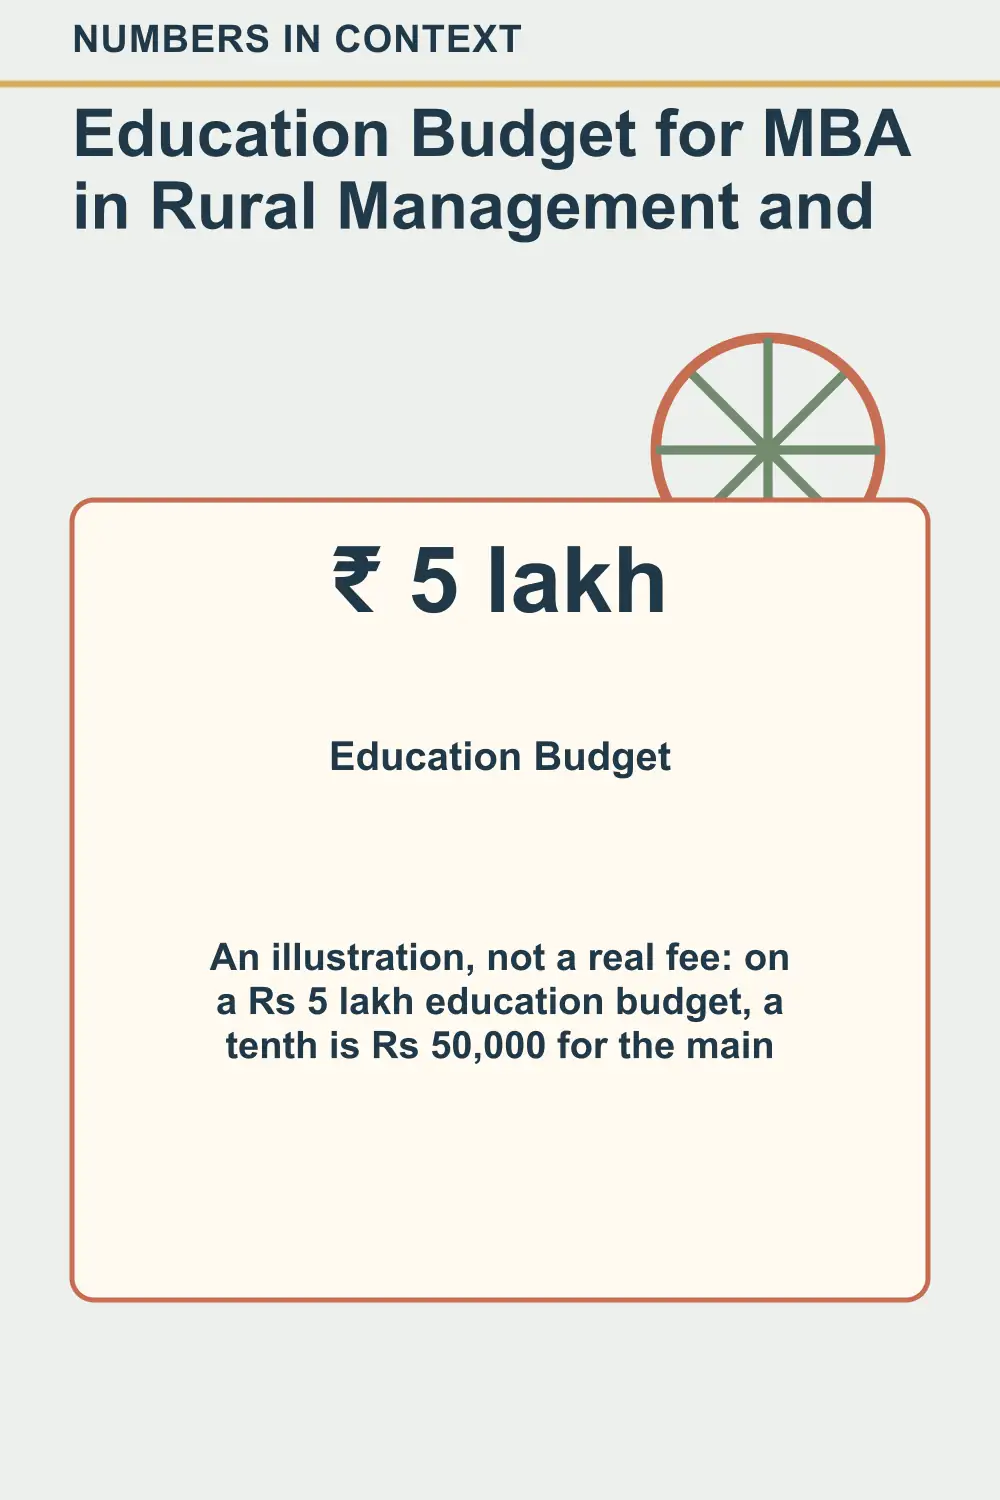 NUMBERS IN CONTEXT
Education Budget for MBA
in Rural Management and
₹ 5 lakh
Education Budget
An illustration, not a real fee: on
a Rs 5 lakh education budget, a
tenth is Rs 50,000 for the main